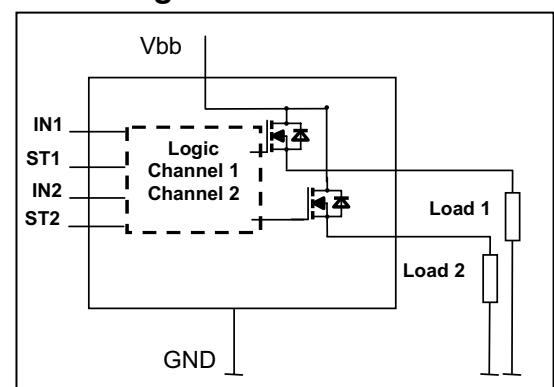 Vbb
IN1
ST1
IN2
ST2
Logic
Channel 1
Channel 2
Load 1
Load 2
GND